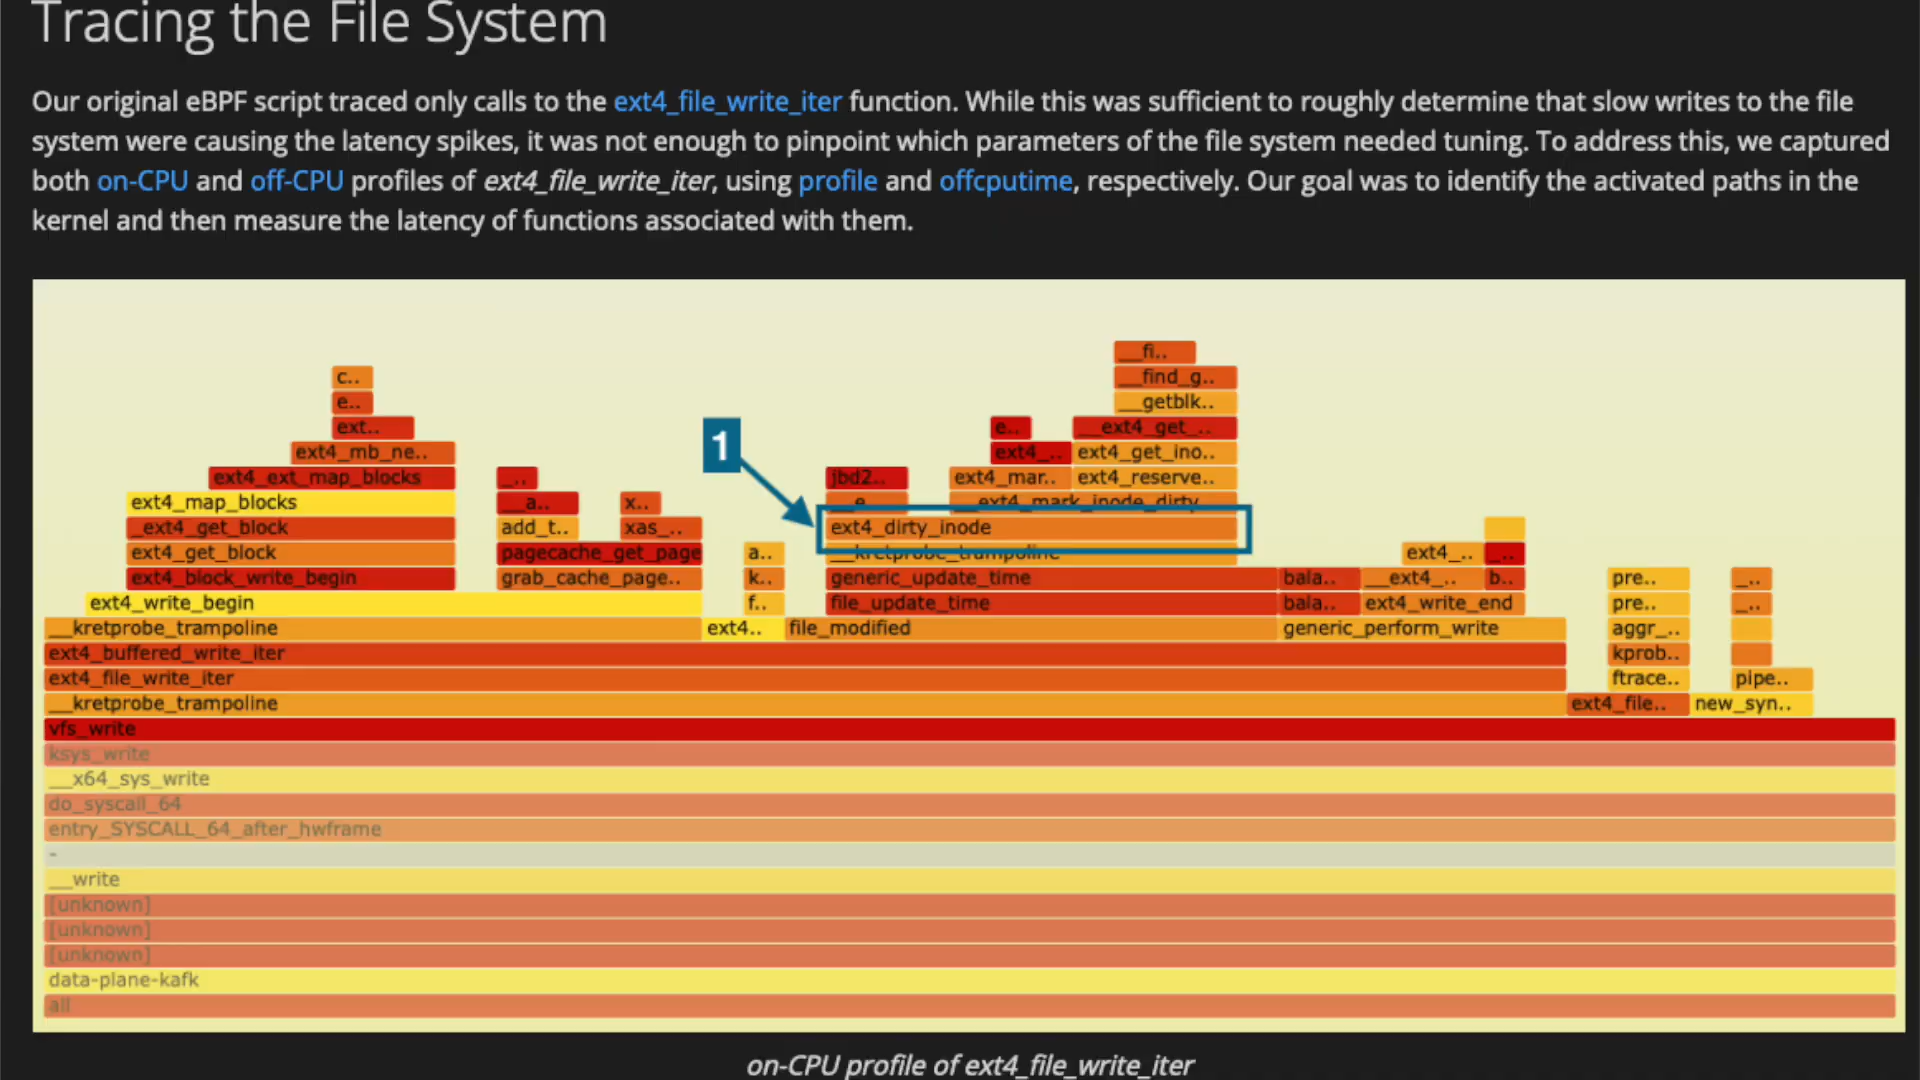 Tracing the File System
Our original eBPF script traced only calls to the ext4_file_write_iter function. While this was sufficient to roughly determine that slow writes to the file
system were causing the latency spikes, it was not enough to pinpoint which parameters of the file system needed tuning. To address this, we captured
both on-CPU and off-CPU profiles of ext4_file_write_iter, using profile and offcputime, respectively. Our goal was to identify the activated paths in the
kernel and then measure the latency of functions associated with them.
__fi..
c.. __find_g..
e.. __getblk..
ext.. e.. __ext4_get_..
1
ext4_mb_ne.. ext4_.. ext4_get_ino..
ext4_ext_map_blocks _.. jbd2.. ext4_mar.. ext4_reserve..
ext4_map_blocks __a.. x.. __e.. __ext4_mark_inode_dirty
_ext4_get_block add_t.. xas_.. ext4_dirty_inode
ext4_get_block pagecache_get_page a.. __kretprobe_trampoline ext4_.. _..
ext4_block_write_begin grab_cache_page.. k.. generic_update_time bala.. __ext4_.. b.. pre.. _..
ext4_write_begin f.. file_update_time bala.. ext4_write_end pre.. _..
__kretprobe_trampoline ext4.. file_modified generic_perform_write aggr_..
ext4_buffered_write_iter kprob..
ext4_file_write_iter ftrace.. pipe..
__kretprobe_trampoline ext4_file.. new_syn..
vfs_write
ksys_write
__x64_sys_write
do_syscall_64
entry_SYSCALL_64_after_hwframe
-
__write
[unknown]
[unknown]
[unknown]
data-plane-kafk
all
on-CPU profile of ext4_file_write_iter